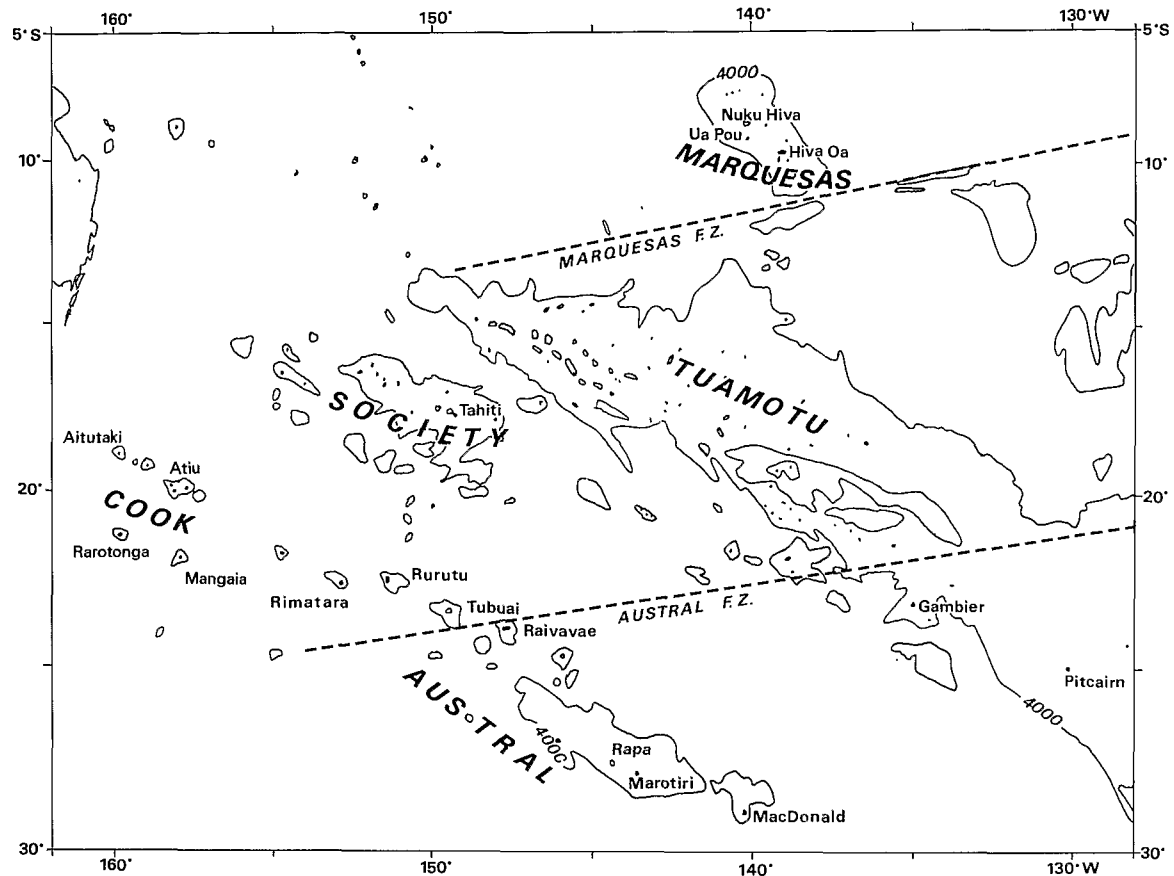 160° 150° 140° 130°W
5°S 5°S
4000
Nuku Hiva
Ua Pou
Hiva Oa
MARQUESAS
10° 10°
MARQUESAS F.Z.
TUAMOTU
SOCIETY
Tahiti
Aitutaki
Atiu
20° 20°
COOK
Rarotonga
Mangaia
Rurutu
Rimatara
Tubuai
AUSTRAL F.Z.
Gambier
Raivavae
Pitcairn
AUSTRAL
4000
4000
Rapa
Marotiri
MacDonald
30° 30°
160° 150° 140° 130°W